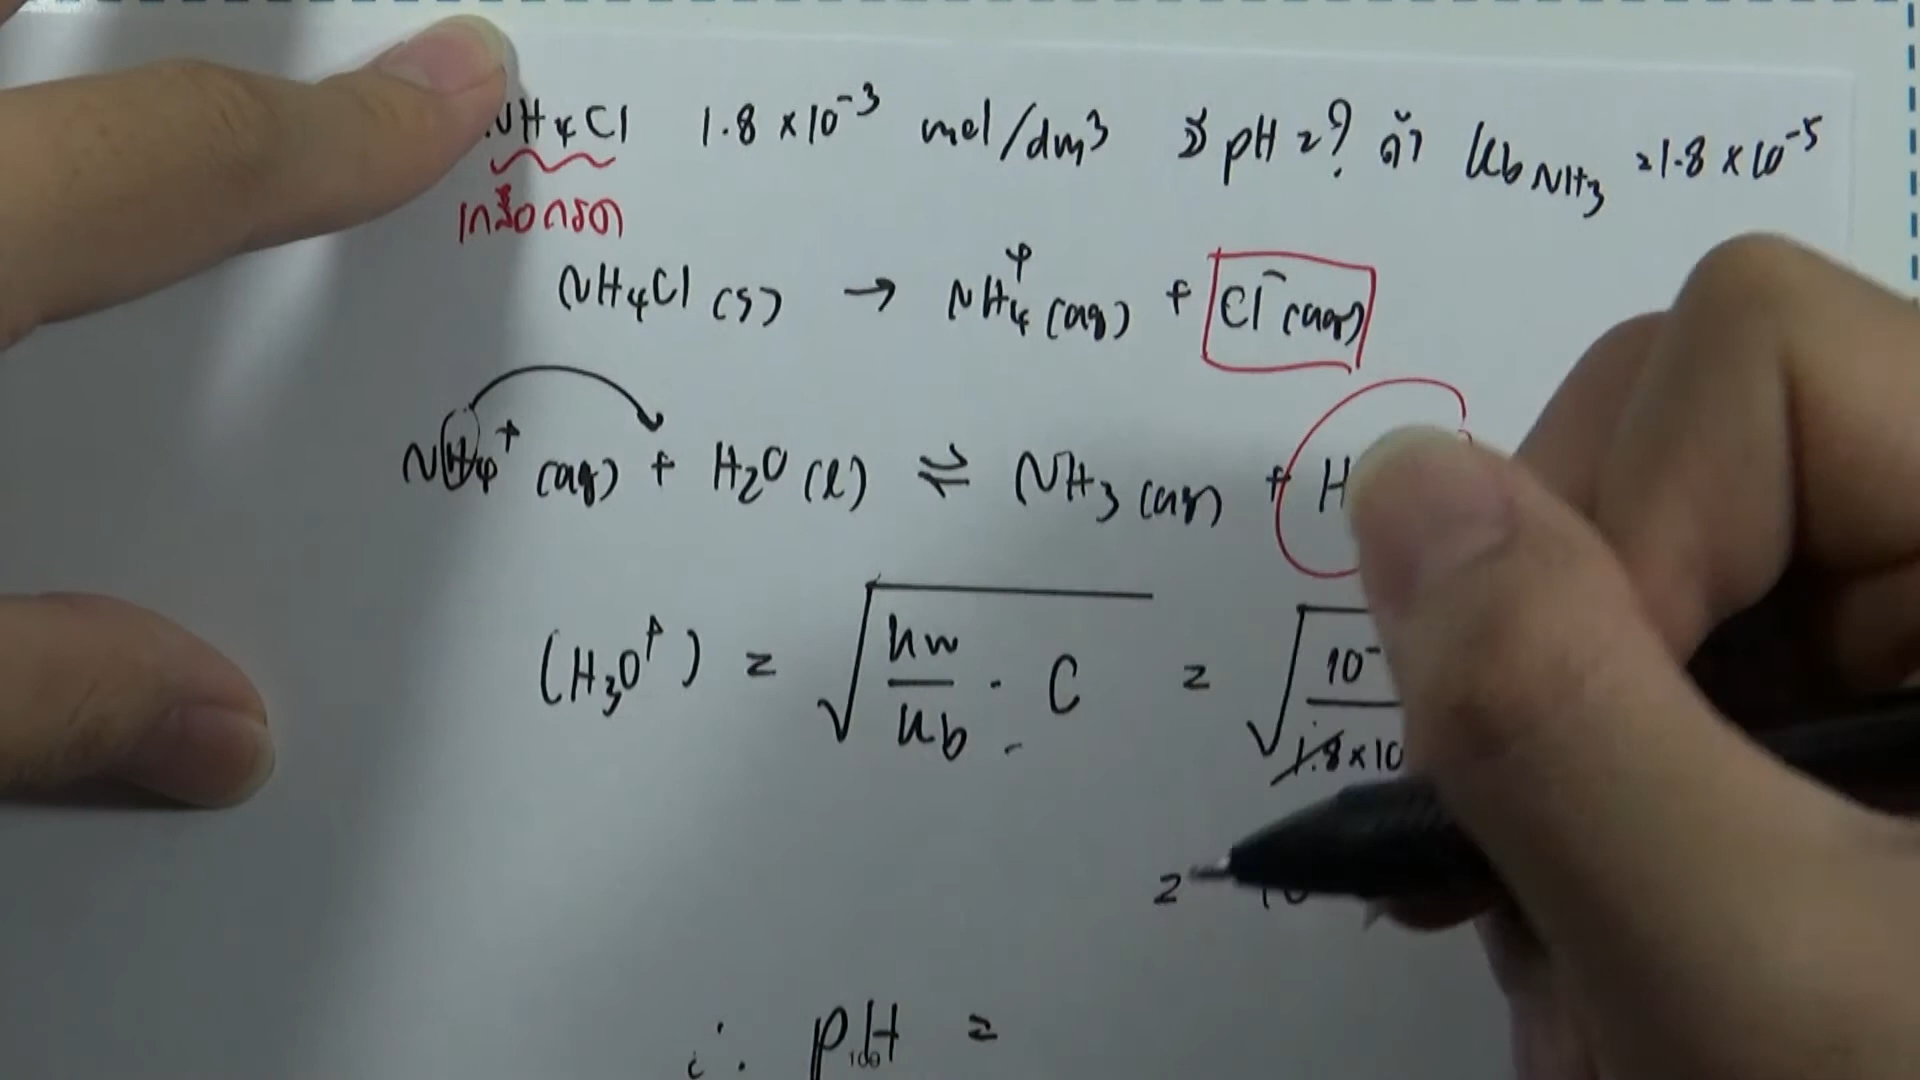 NH4Cl 1.8 × 10⁻³ mol/dm³ มี pH = ? ถ้า Kb NH3 = 1.8 × 10⁻⁵
เกลือกรด
NH4Cl (s) → NH4⁺ (aq) + Cl⁻ (aq)
NH4⁺ (aq) + H2O (l) ⇌ NH3 (aq) + H
(H3O⁺) = √ Kw/Kb · C = √ 10⁻ / 1.8×10
= 10
∴ pH =